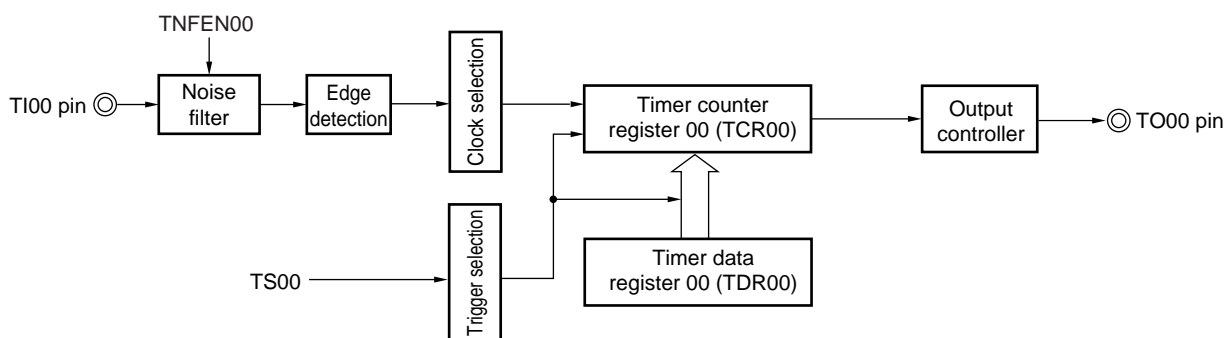 TNFEN00
TI00 pin
Noise
filter
Edge
detection
Clock selection
Timer counter
register 00 (TCR00)
Output
controller
TO00 pin
TS00
Trigger selection
Timer data
register 00 (TDR00)